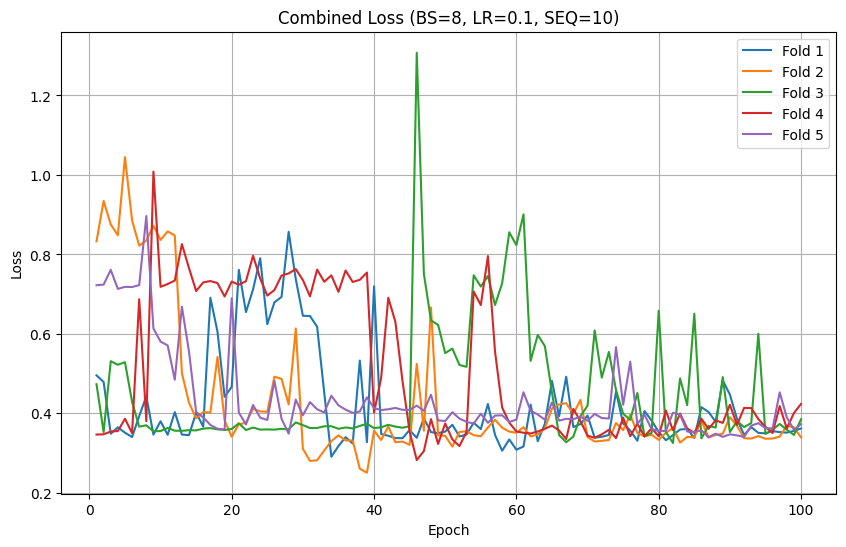 Combined Loss (BS=8, LR=0.1, SEQ=10)
Fold 1
Fold 2
Fold 3
Fold 4
Fold 5
1.2
1.0
0.8
0.6
0.4
0.2
Loss
0 20 40 60 80 100
Epoch